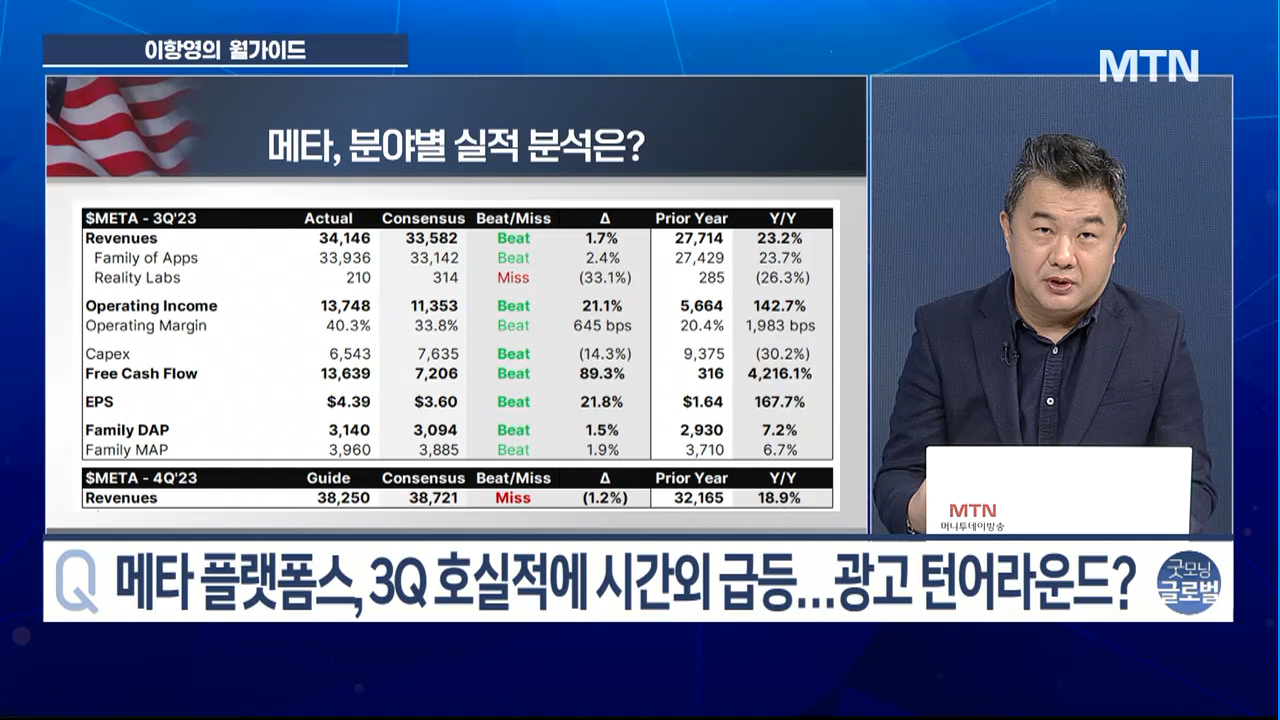 이항영의 월가이드
MTN
메타, 분야별 실적 분석은?
$META - 3Q'23 Actual Consensus Beat/Miss Δ Prior Year Y/Y
Revenues 34,146 33,582 Beat 1.7% 27,714 23.2%
Family of Apps 33,936 33,142 Beat 2.4% 27,429 23.7%
Reality Labs 210 314 Miss (33.1%) 285 (26.3%)
Operating Income 13,748 11,353 Beat 21.1% 5,664 142.7%
Operating Margin 40.3% 33.8% Beat 645 bps 20.4% 1,983 bps
Capex 6,543 7,635 Beat (14.3%) 9,375 (30.2%)
Free Cash Flow 13,639 7,206 Beat 89.3% 316 4,216.1%
EPS $4.39 $3.60 Beat 21.8% $1.64 167.7%
Family DAP 3,140 3,094 Beat 1.5% 2,930 7.2%
Family MAP 3,960 3,885 Beat 1.9% 3,710 6.7%
$META - 4Q'23 Guide Consensus Beat/Miss Δ Prior Year Y/Y
Revenues 38,250 38,721 Miss (1.2%) 32,165 18.9%
MTN
머니투데이방송
Q 메타 플랫폼스, 3Q 호실적에 시간외 급등...광고 턴어라운드?
굿모닝
글로벌